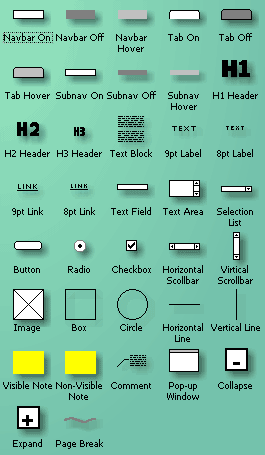 Navbar On Navbar Off Navbar Hover Tab On Tab Off
H1
Tab Hover Subnav On Subnav Off Subnav Hover H1 Header
H2 H3 TEXT TEXT
H2 Header H3 Header Text Block 9pt Label 8pt Label
LINK LINK
9pt Link 8pt Link Text Field Text Area Selection List
Button Radio Checkbox Horizontal Scollbar Virtical Scrollbar
Image Box Circle Horizontal Line Vertical Line
Visible Note Non-Visible Note Comment Pop-up Window Collapse
Expand Page Break